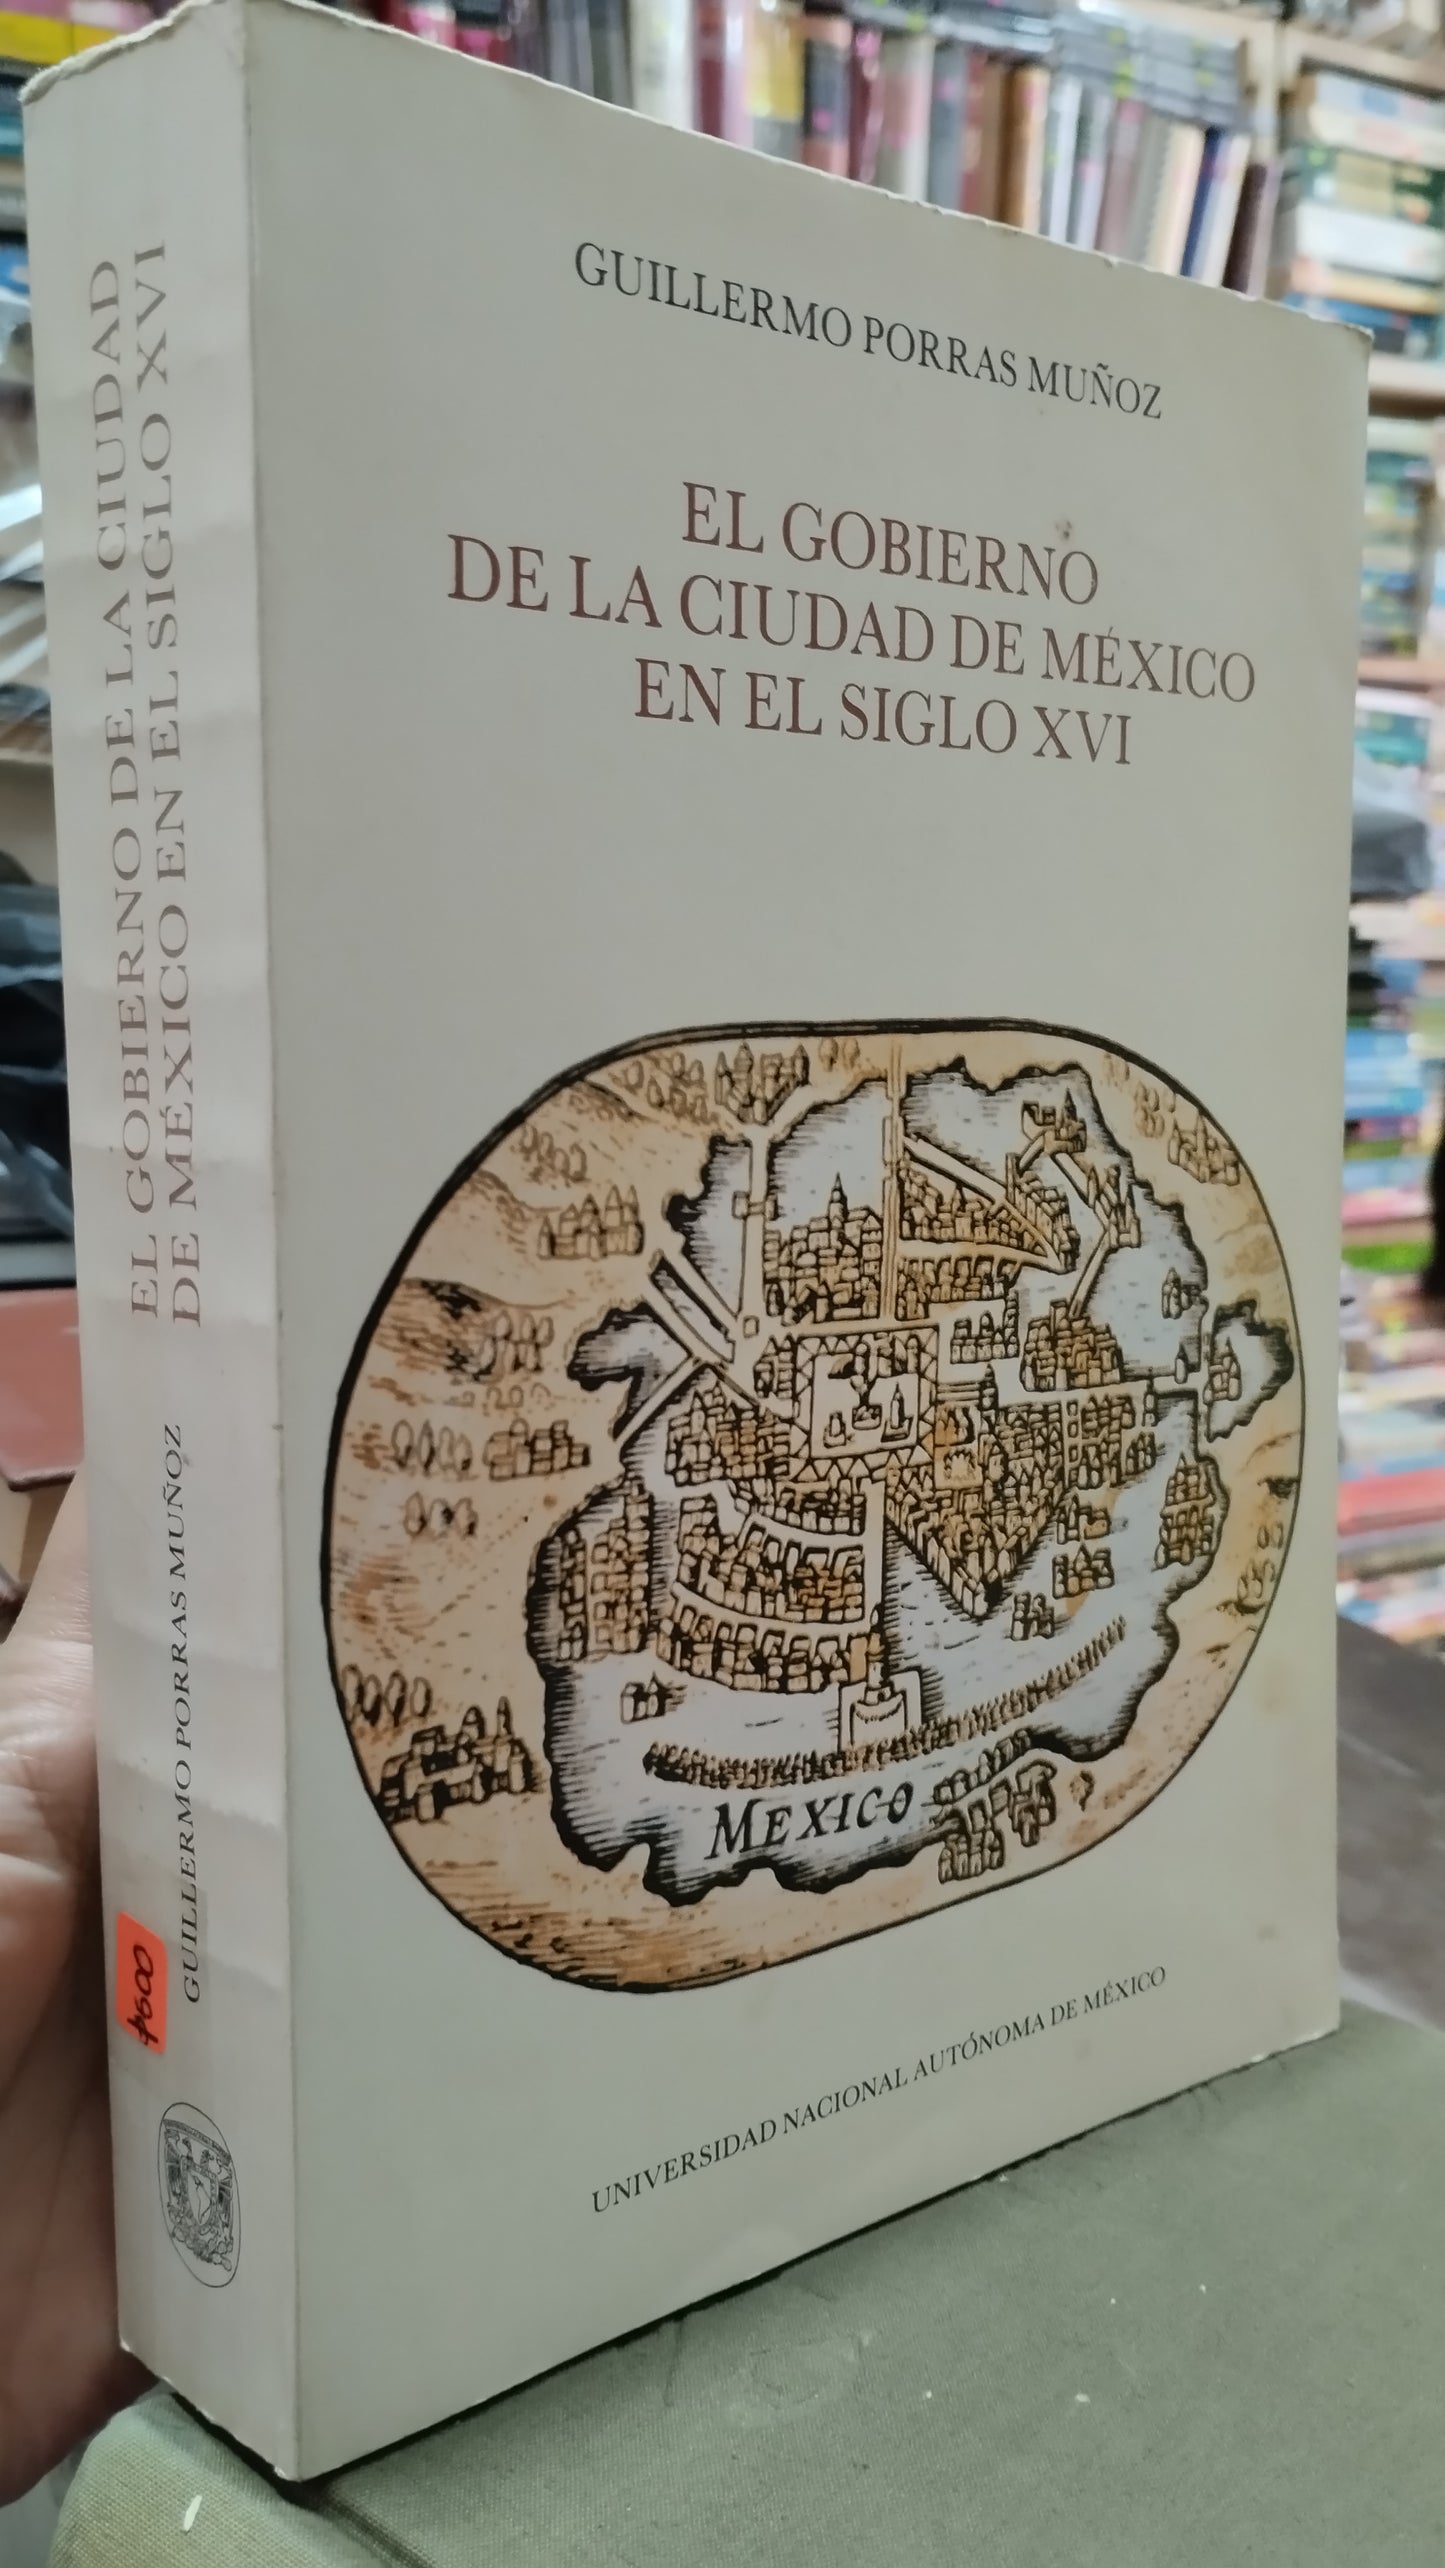 GUILLERMO PORRAS MUÑOZ
EL GOBIERNO
DE LA CIUDAD DE MÉXICO
EN EL SIGLO XVI
MEXICO
UNIVERSIDAD NACIONAL AUTÓNOMA DE MÉXICO
EL GOBIERNO DE LA CIUDAD
DE MÉXICO EN EL SIGLO XVI
GUILLERMO PORRAS MUÑOZ
$500